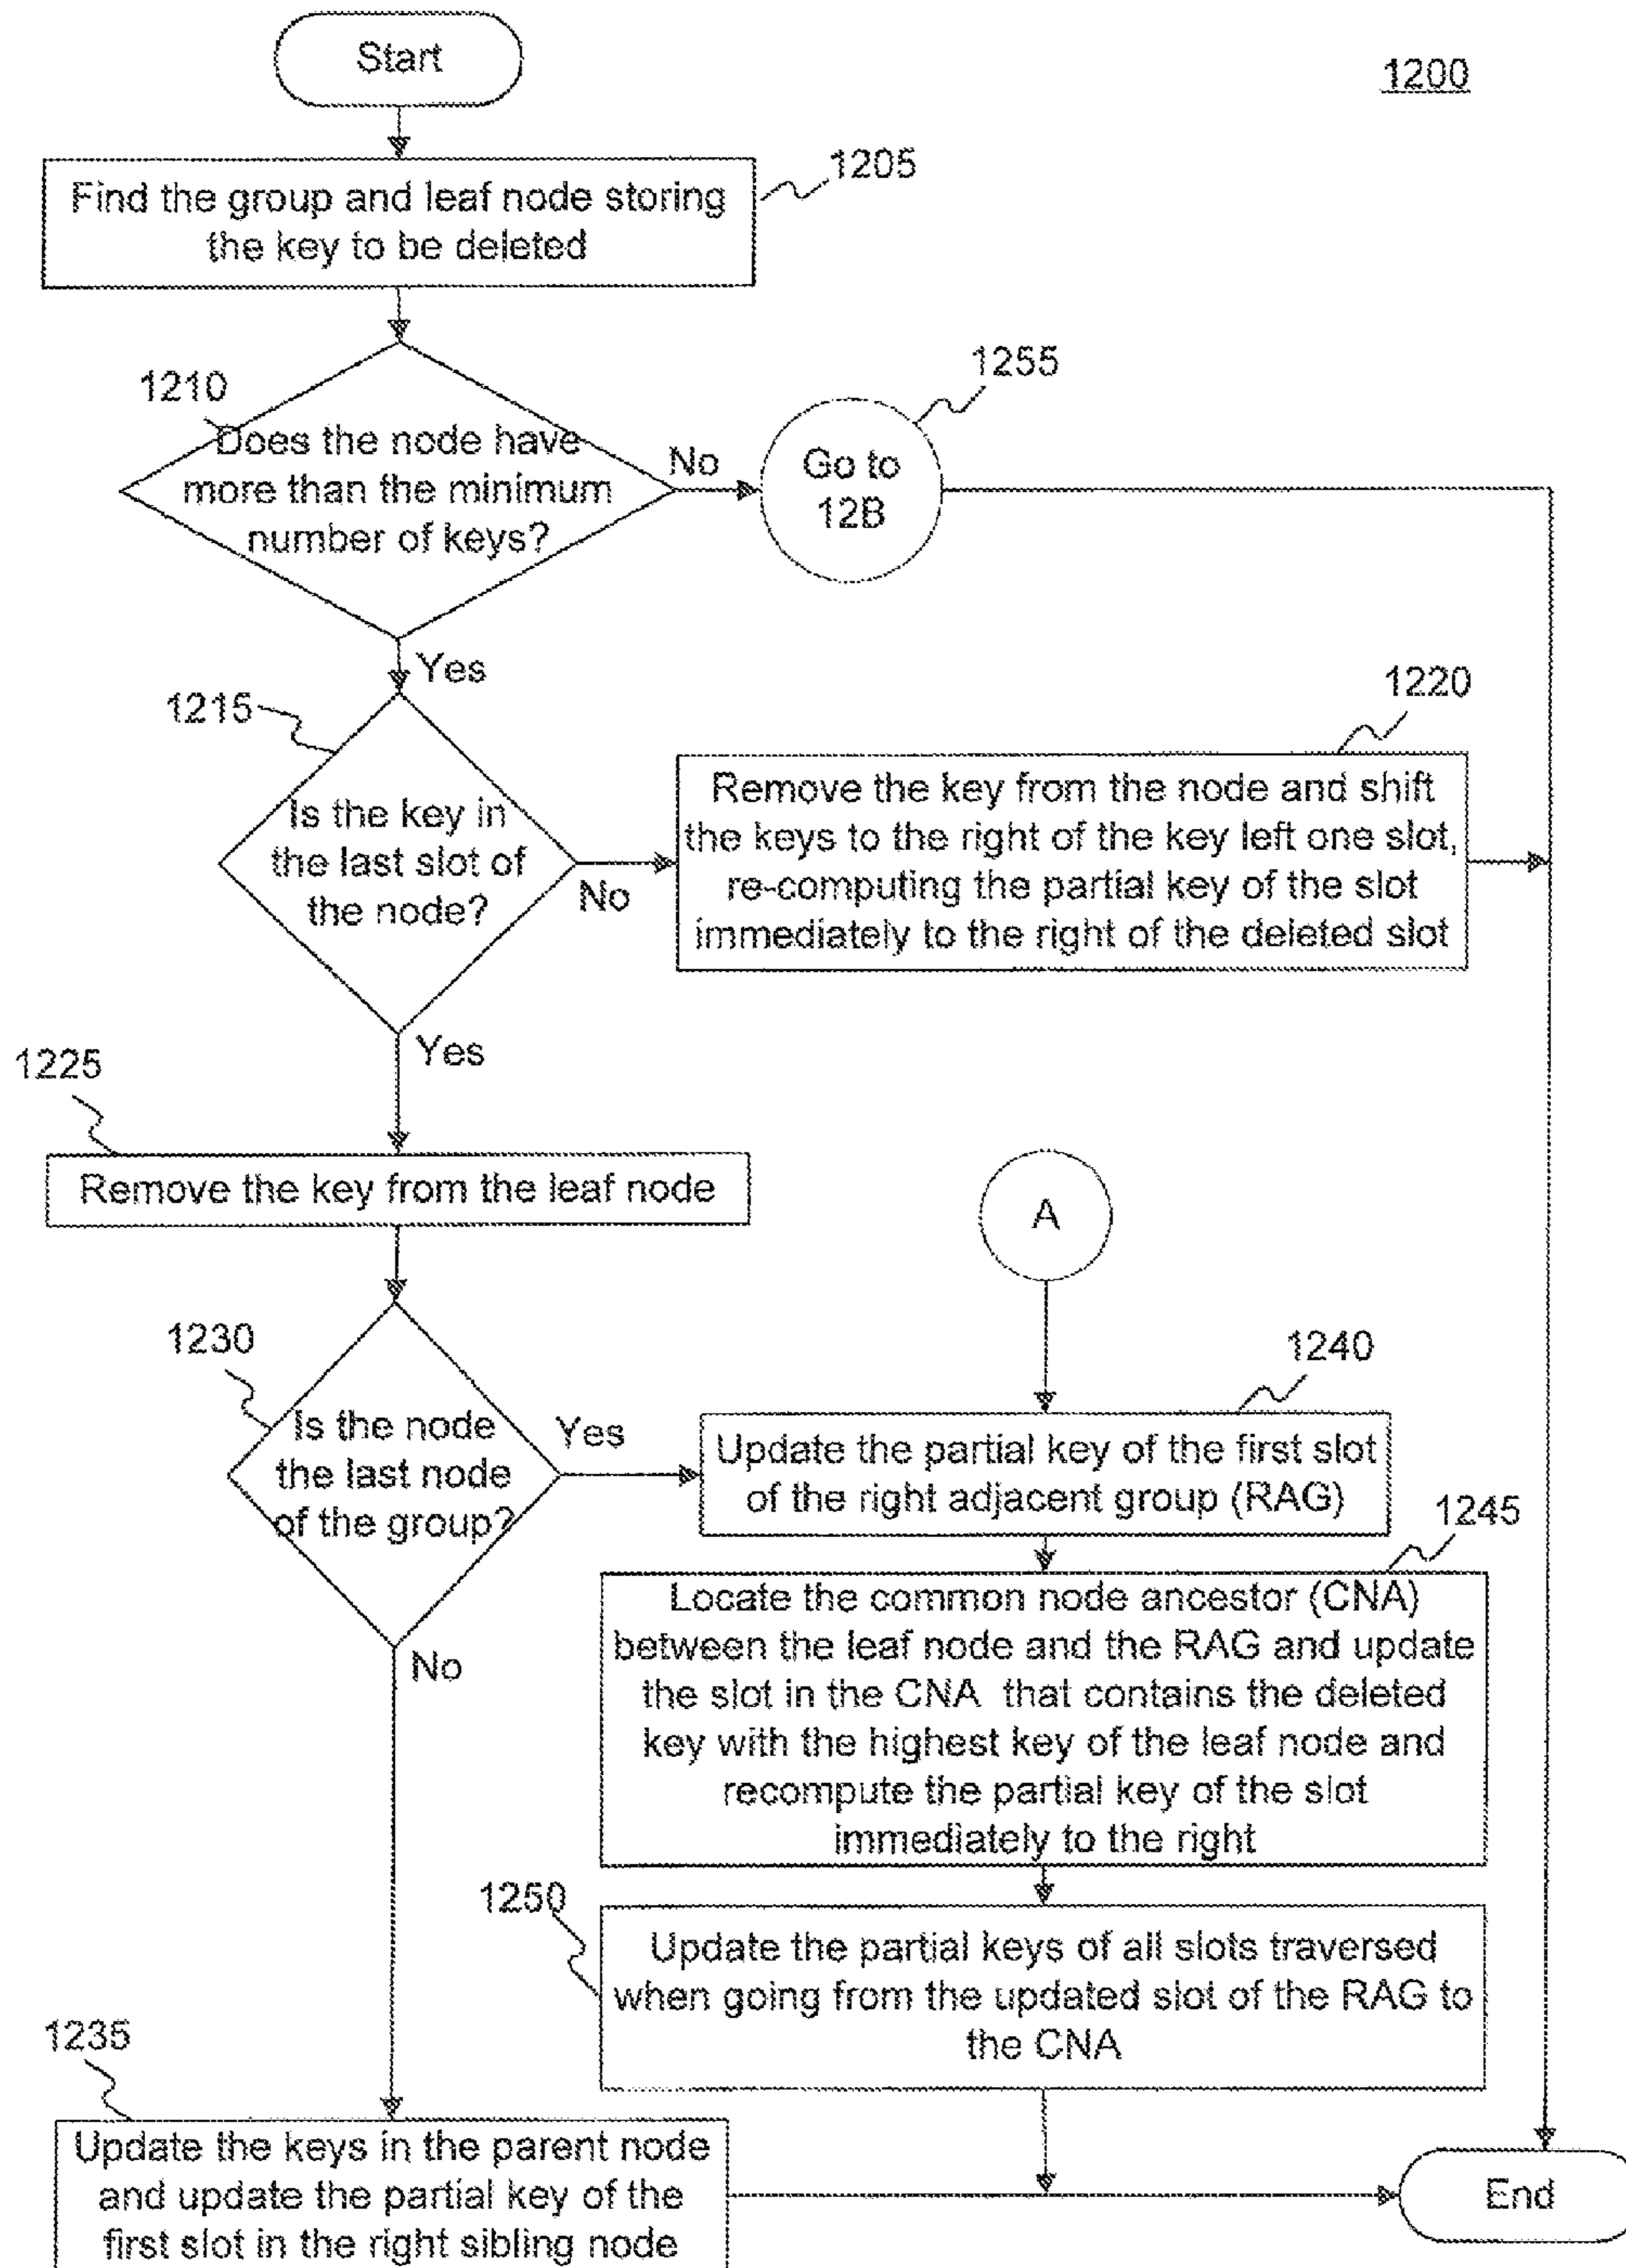 Start
1200
1205
Find the group and leaf node storing
the key to be deleted
1210
Does the node have
more than the minimum
number of keys?
No
1255
Go to
12B
Yes
1215
Is the key in
the last slot of
the node?
No
1220
Remove the key from the node and shift
the keys to the right of the key left one slot,
re-computing the partial key of the slot
immediately to the right of the deleted slot
Yes
1225
Remove the key from the leaf node
A
1230
Is the node
the last node
of the group?
Yes
1240
Update the partial key of the first slot
of the right adjacent group (RAG)
1245
Locate the common node ancestor (CNA)
between the leaf node and the RAG and update
the slot in the CNA that contains the deleted
key with the highest key of the leaf node and
recompute the partial key of the slot
immediately to the right
No
1250
Update the partial keys of all slots traversed
when going from the updated slot of the RAG to
the CNA
1235
Update the keys in the parent node
and update the partial key of the
first slot in the right sibling node
End